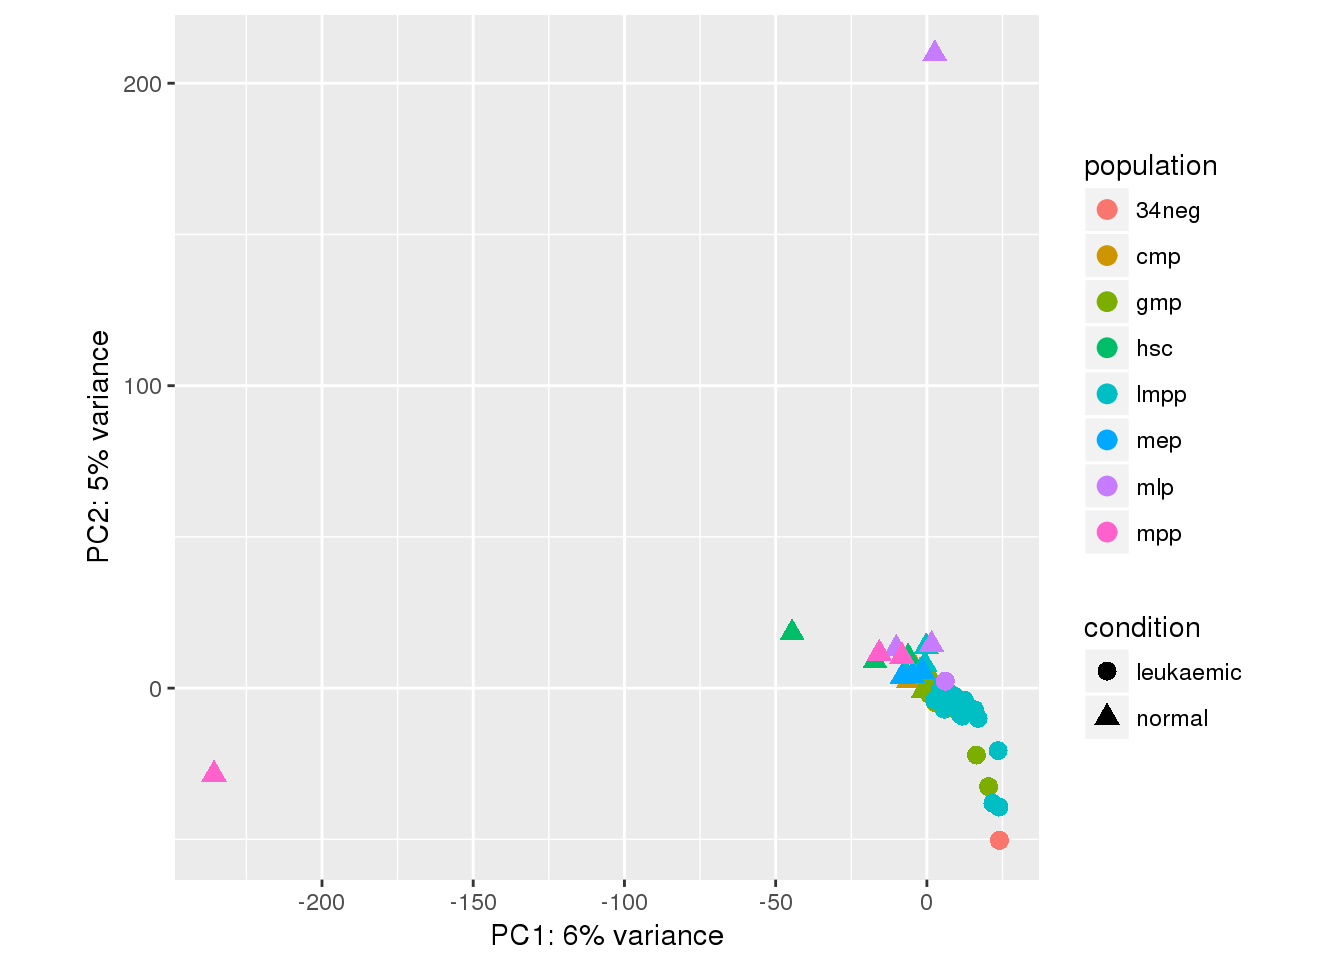 200
100
0
-200
-150
-100
-50
0
PC1: 6% variance
PC2: 5% variance
population
34neg
cmp
gmp
hsc
lmpp
mep
mlp
mpp
condition
leukaemic
normal